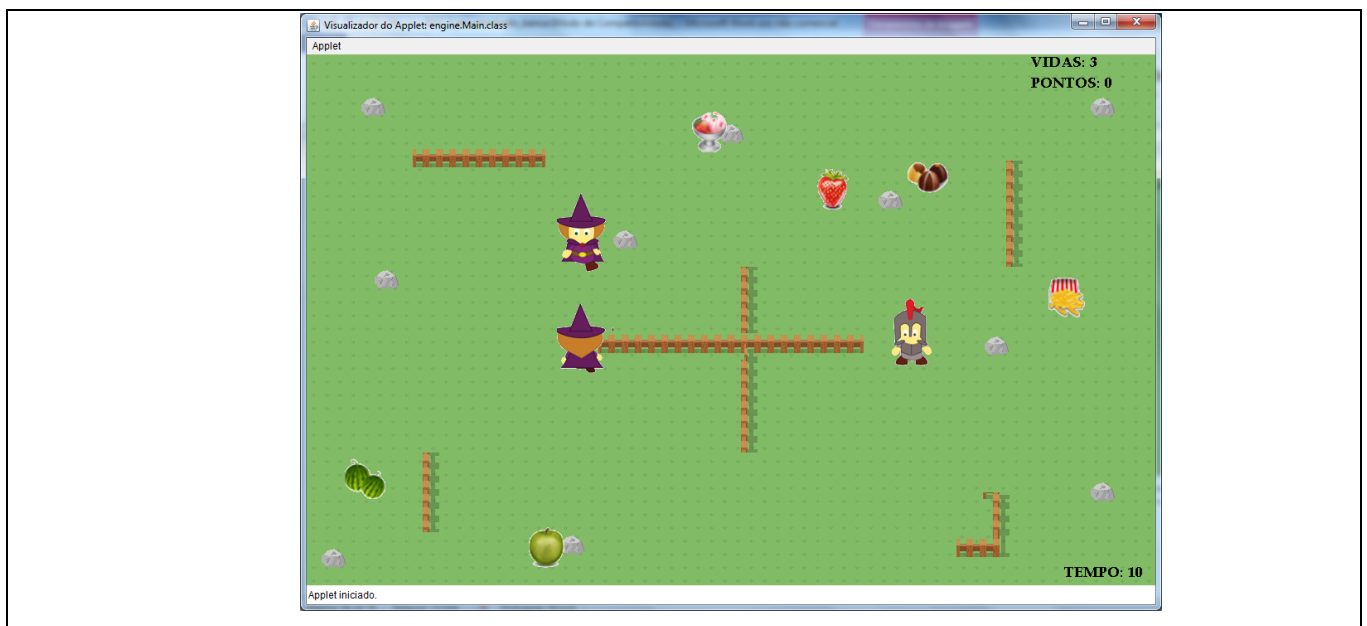 Visualizador do Applet: engine.Main.class
Applet
VIDAS: 3
PONTOS: 0
TEMPO: 10
Applet iniciado.